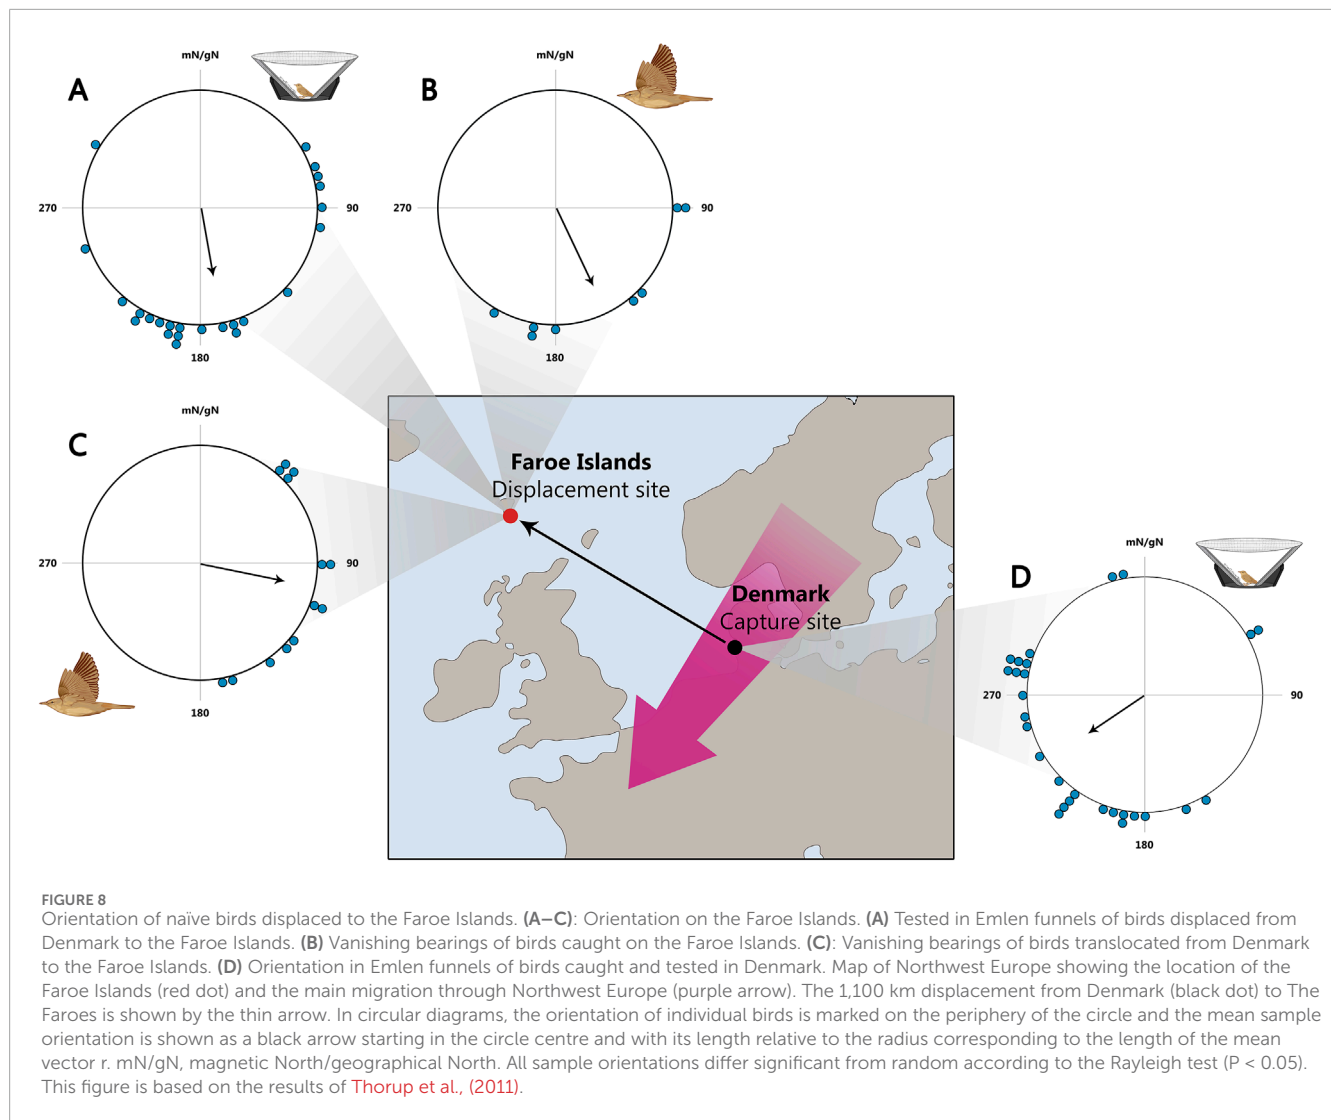 A
mN/gN
270
90
180
B
mN/gN
270
90
180
C
mN/gN
270
90
180
Faroe Islands
Displacement site
Denmark
Capture site
D
mN/gN
270
90
180
FIGURE 8
Orientation of naïve birds displaced to the Faroe Islands. (A–C): Orientation on the Faroe Islands. (A) Tested in Emlen funnels of birds displaced from
Denmark to the Faroe Islands. (B) Vanishing bearings of birds caught on the Faroe Islands. (C): Vanishing bearings of birds translocated from Denmark
to the Faroe Islands. (D) Orientation in Emlen funnels of birds caught and tested in Denmark. Map of Northwest Europe showing the location of the
Faroe Islands (red dot) and the main migration through Northwest Europe (purple arrow). The 1,100 km displacement from Denmark (black dot) to The
Faroes is shown by the thin arrow. In circular diagrams, the orientation of individual birds is marked on the periphery of the circle and the mean sample
orientation is shown as a black arrow starting in the circle centre and with its length relative to the radius corresponding to the length of the mean
vector r. mN/gN, magnetic North/geographical North. All sample orientations differ significant from random according to the Rayleigh test (P < 0.05).
This figure is based on the results of Thorup et al., (2011).